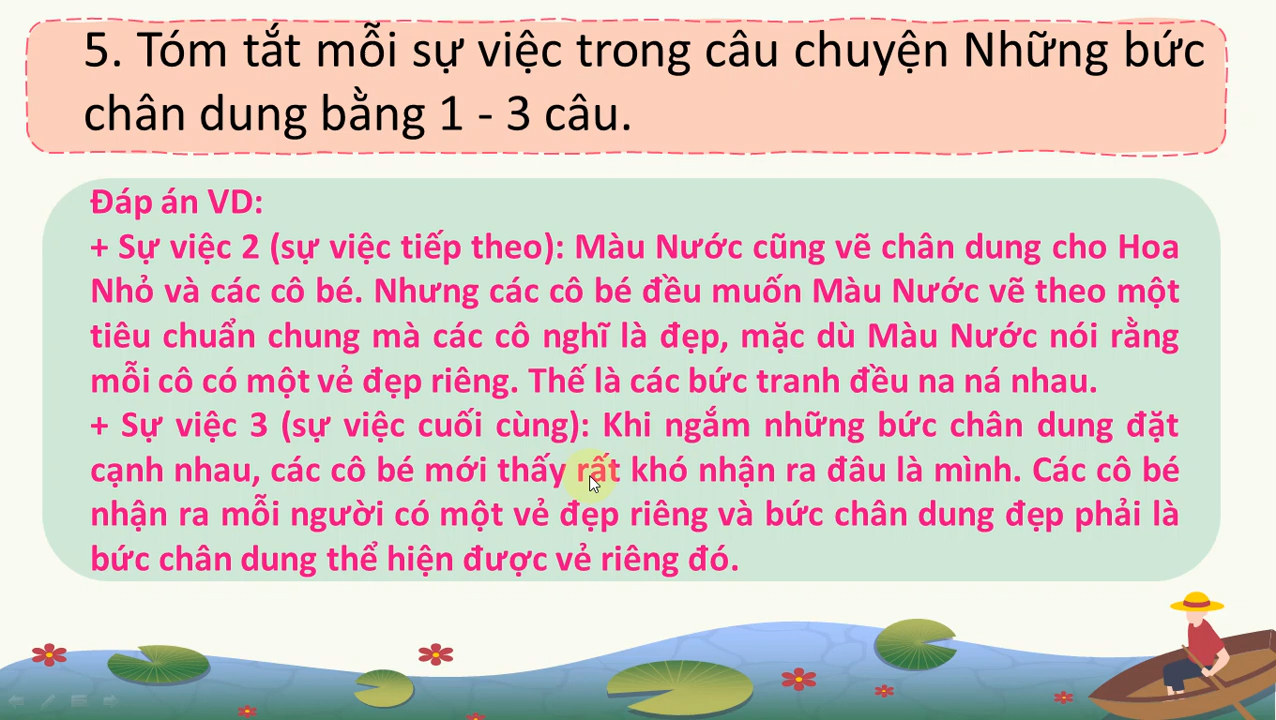 5. Tóm tắt mỗi sự việc trong câu chuyện Những bức
chân dung bằng 1 - 3 câu.
Đáp án VD:
+ Sự việc 2 (sự việc tiếp theo): Màu Nước cũng vẽ chân dung cho Hoa
Nhỏ và các cô bé. Nhưng các cô bé đều muốn Màu Nước vẽ theo một
tiêu chuẩn chung mà các cô nghĩ là đẹp, mặc dù Màu Nước nói rằng
mỗi cô có một vẻ đẹp riêng. Thế là các bức tranh đều na ná nhau.
+ Sự việc 3 (sự việc cuối cùng): Khi ngắm những bức chân dung đặt
cạnh nhau, các cô bé mới thấy rất khó nhận ra đâu là mình. Các cô bé
nhận ra mỗi người có một vẻ đẹp riêng và bức chân dung đẹp phải là
bức chân dung thể hiện được vẻ riêng đó.